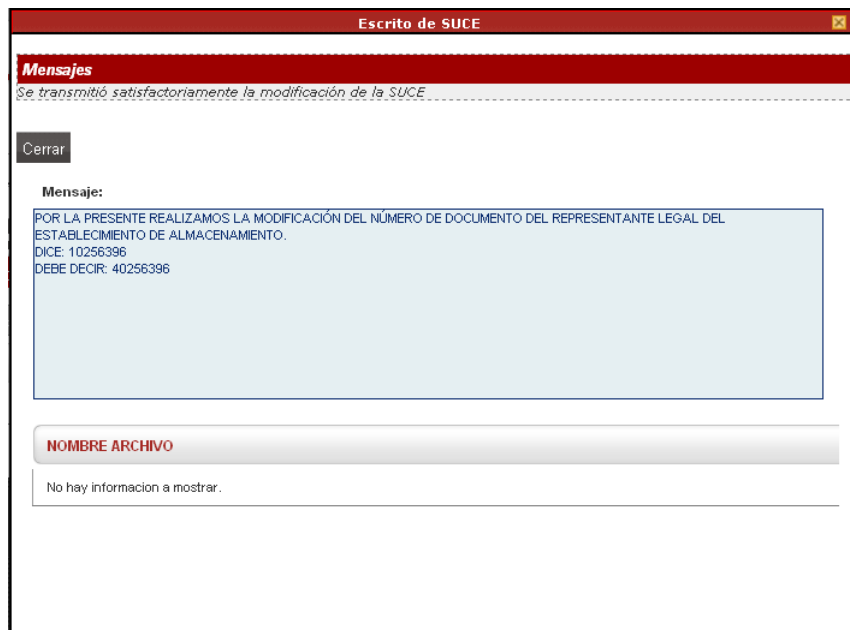 Escrito de SUCE
Mensajes
Se transmitió satisfactoriamente la modificación de la SUCE
Cerrar
Mensaje:
POR LA PRESENTE REALIZAMOS LA MODIFICACIÓN DEL NÚMERO DE DOCUMENTO DEL REPRESENTANTE LEGAL DEL
ESTABLECIMIENTO DE ALMACENAMIENTO.
DICE: 10256396
DEBE DECIR: 40256396
NOMBRE ARCHIVO
No hay informacion a mostrar.